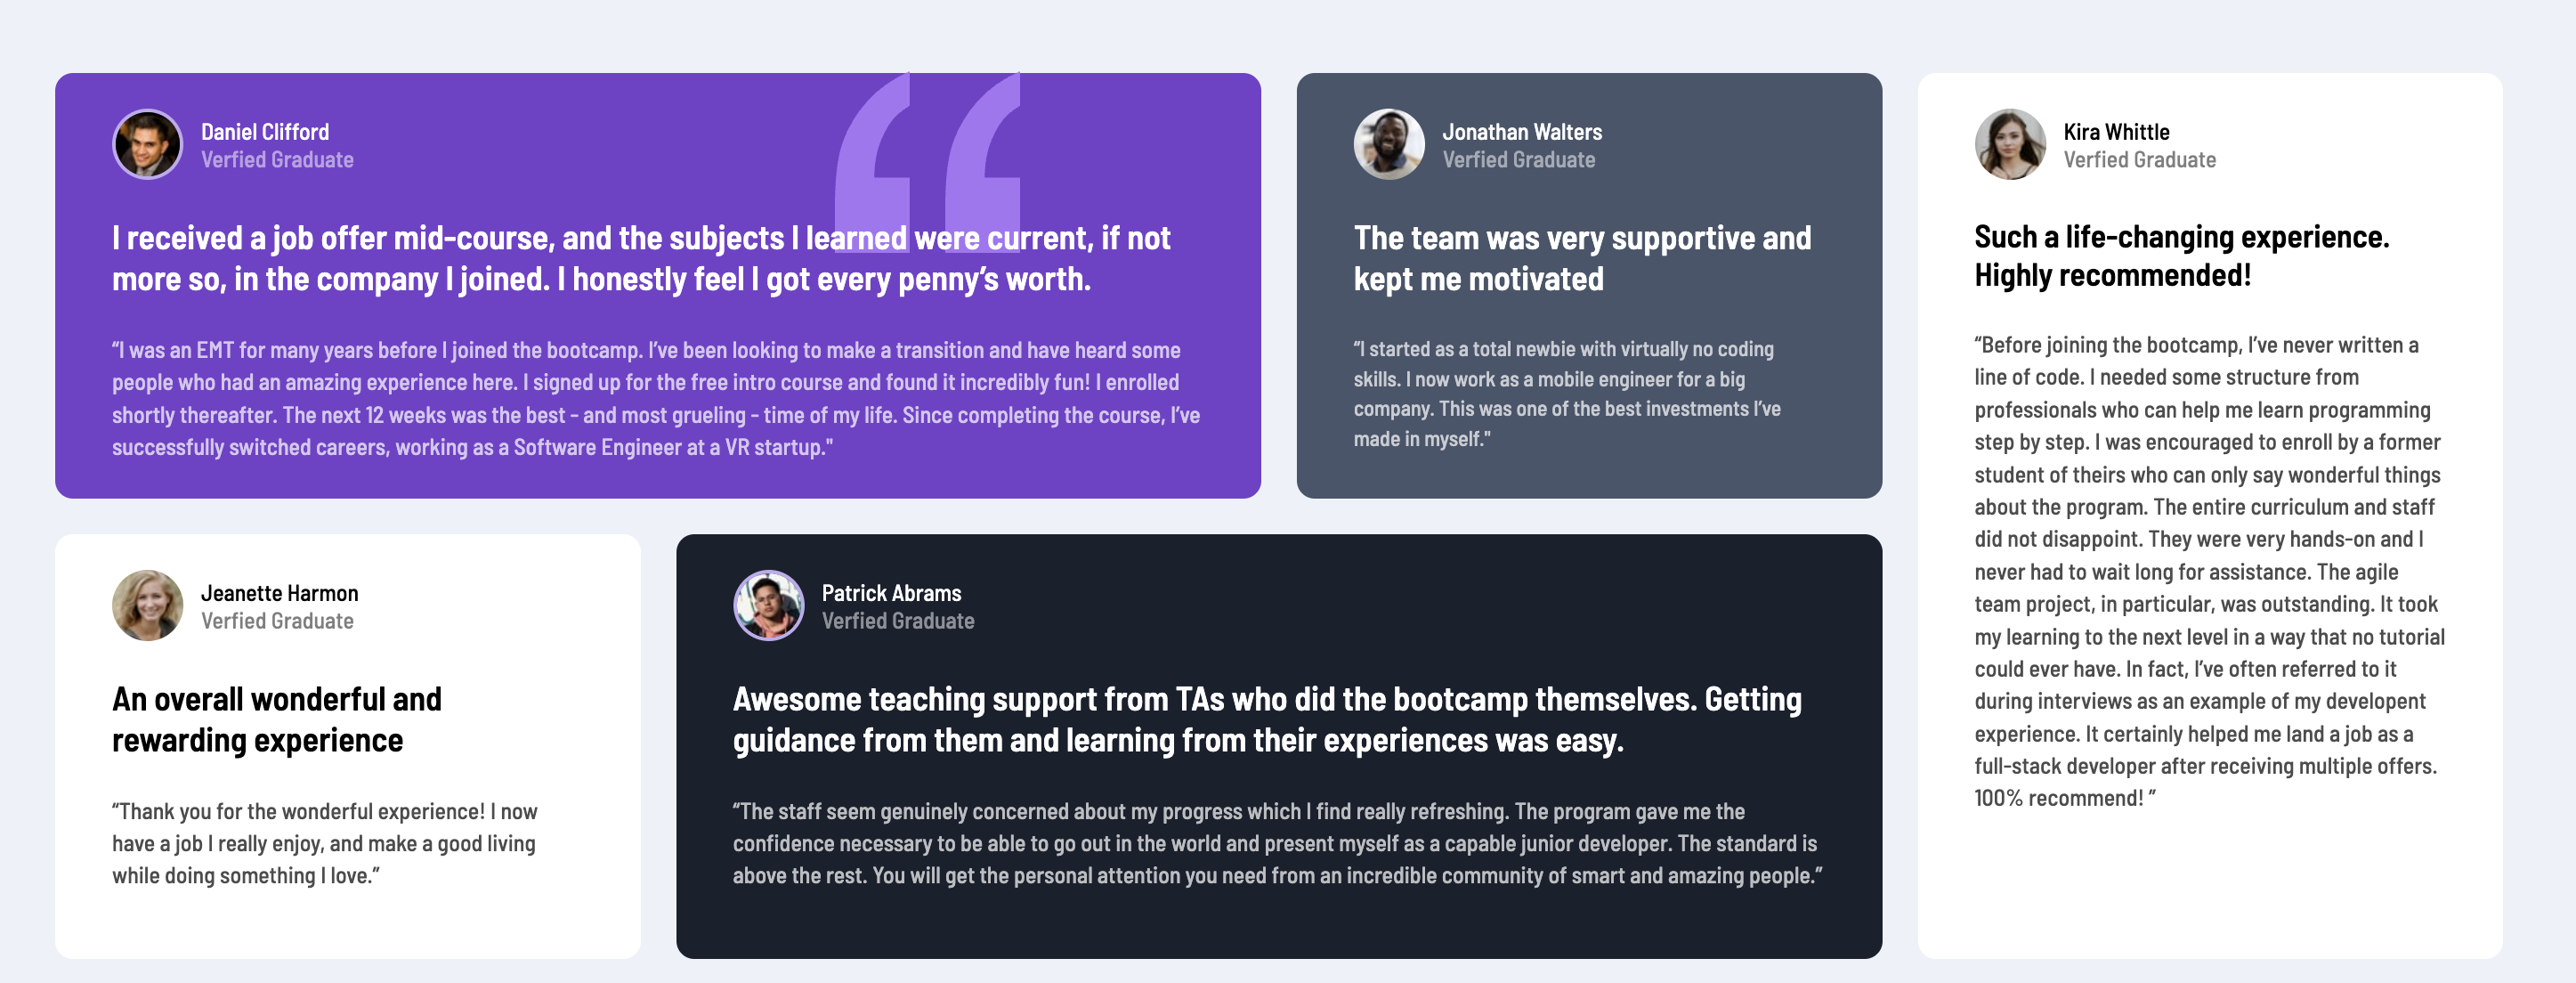 Daniel Clifford
Verfied Graduate
I received a job offer mid-course, and the subjects I learned were current, if not
more so, in the company I joined. I honestly feel I got every penny’s worth.
“I was an EMT for many years before I joined the bootcamp. I’ve been looking to make a transition and have heard some
people who had an amazing experience here. I signed up for the free intro course and found it incredibly fun! I enrolled
shortly thereafter. The next 12 weeks was the best - and most grueling - time of my life. Since completing the course, I’ve
successfully switched careers, working as a Software Engineer at a VR startup."
Jonathan Walters
Verfied Graduate
The team was very supportive and
kept me motivated
“I started as a total newbie with virtually no coding
skills. I now work as a mobile engineer for a big
company. This was one of the best investments I’ve
made in myself."
Kira Whittle
Verfied Graduate
Such a life-changing experience.
Highly recommended!
“Before joining the bootcamp, I’ve never written a
line of code. I needed some structure from
professionals who can help me learn programming
step by step. I was encouraged to enroll by a former
student of theirs who can only say wonderful things
about the program. The entire curriculum and staff
did not disappoint. They were very hands-on and I
never had to wait long for assistance. The agile
team project, in particular, was outstanding. It took
my learning to the next level in a way that no tutorial
could ever have. In fact, I’ve often referred to it
during interviews as an example of my developent
experience. It certainly helped me land a job as a
full-stack developer after receiving multiple offers.
100% recommend! ”
Jeanette Harmon
Verfied Graduate
An overall wonderful and
rewarding experience
“Thank you for the wonderful experience! I now
have a job I really enjoy, and make a good living
while doing something I love.”
Patrick Abrams
Verfied Graduate
Awesome teaching support from TAs who did the bootcamp themselves. Getting
guidance from them and learning from their experiences was easy.
“The staff seem genuinely concerned about my progress which I find really refreshing. The program gave me the
confidence necessary to be able to go out in the world and present myself as a capable junior developer. The standard is
above the rest. You will get the personal attention you need from an incredible community of smart and amazing people.”